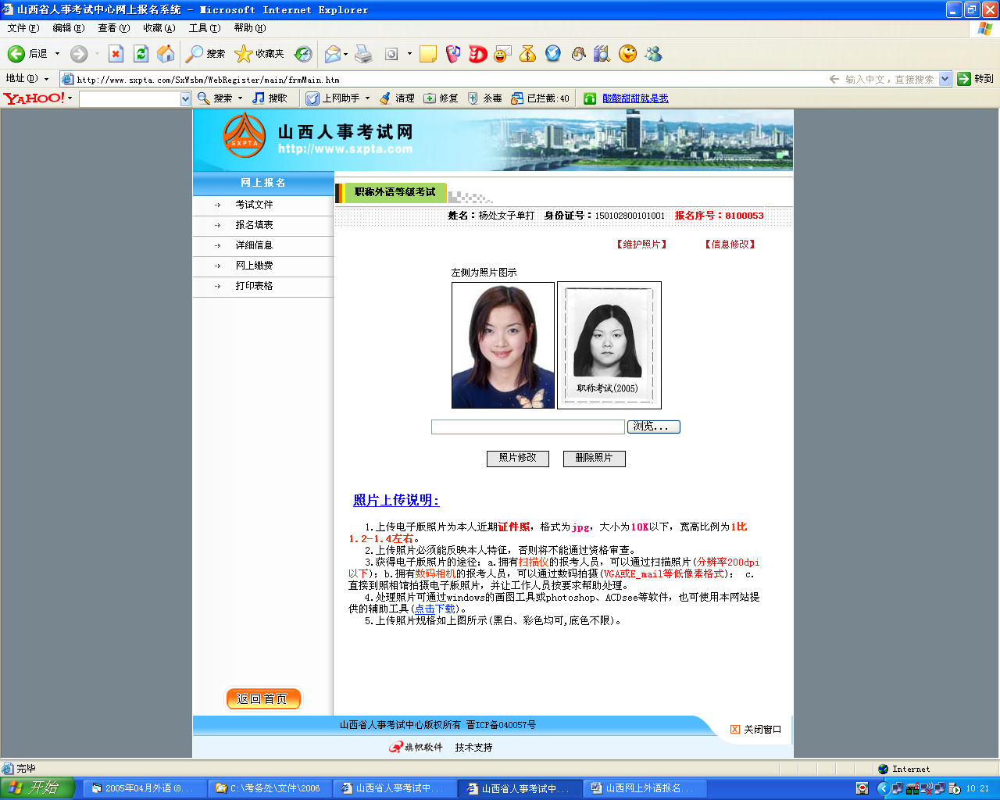 山西省人事考试中心网上报名系统 - Microsoft Internet Explorer
文件(F) 编辑(E) 查看(V) 收藏(A) 工具(T) 帮助(H)
后退 搜索 收藏夹
地址(D) http://www.sxpta.com/SxWsbm/WebRegister/main/frmMain.htm 输入中文，直接搜索 转到
YAHOO! 搜索 搜歌 上网助手 清理 修复 杀毒 已拦截:40 酸酸甜甜就是我
SXPTA 山西人事考试网
http://www.sxpta.com
网上报名
考试文件
报名填表
详细信息
网上缴费
打印表格
返回首页
职称外语等级考试
姓名：杨处女子单打 身份证号：150102800101001 报名序号：8100053
【维护照片】 【信息修改】
左侧为照片图示
职称考试(2005)
浏览...
照片修改 删除照片
照片上传说明:
1.上传电子版照片为本人近期证件照，格式为jpg，大小为10K以下，宽高比例为1比
1.2-1.4左右。
2.上传照片必须能反映本人特征，否则将不能通过资格审查。
3.获得电子版照片的途径：a.拥有扫描仪的报考人员，可以通过扫描照片(分辨率200dpi
以下)；b.拥有数码相机的报考人员，可以通过数码拍摄(VGA或E_mail等低像素格式)； c.
直接到照相馆拍摄电子版照片，并让工作人员按要求帮助处理。
4.处理照片可通过windows的画图工具或photoshop、ACDsee等软件，也可使用本网站提
供的辅助工具(点击下载)。
5.上传照片规格如上图所示(黑白、彩色均可,底色不限)。
山西省人事考试中心版权所有 晋ICP备040057号
关闭窗口
旗帜软件 技术支持
完毕 Internet
开始 2005年04月外语(8... C:\考务处\文件\2006 山西省人事考试中... 山西省人事考试中... 山西网上外语报名... 10:21